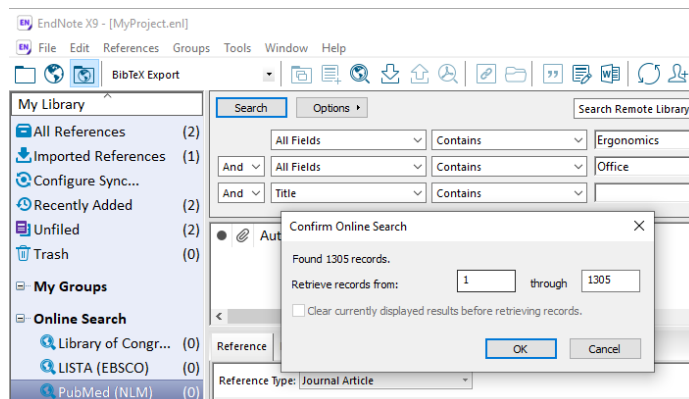 EN EndNote X9 - [MyProject.enl]
EN File Edit References Groups Tools Window Help
BibTeX Export
My Library
Search Options Search Remote Library
All References (2)
All Fields Contains Ergonomics
Imported References (1)
And All Fields Contains Office
Configure Sync...
And Title Contains
Recently Added (2)
Unfiled (2)
Aut
Confirm Online Search
Trash (0)
Found 1305 records.
Retrieve records from: 1 through 1305
My Groups
Clear currently displayed results before retrieving records.
Online Search
Library of Congr... (0)
Reference
OK Cancel
LISTA (EBSCO) (0)
Reference Type: Journal Article
PubMed (NLM) (0)